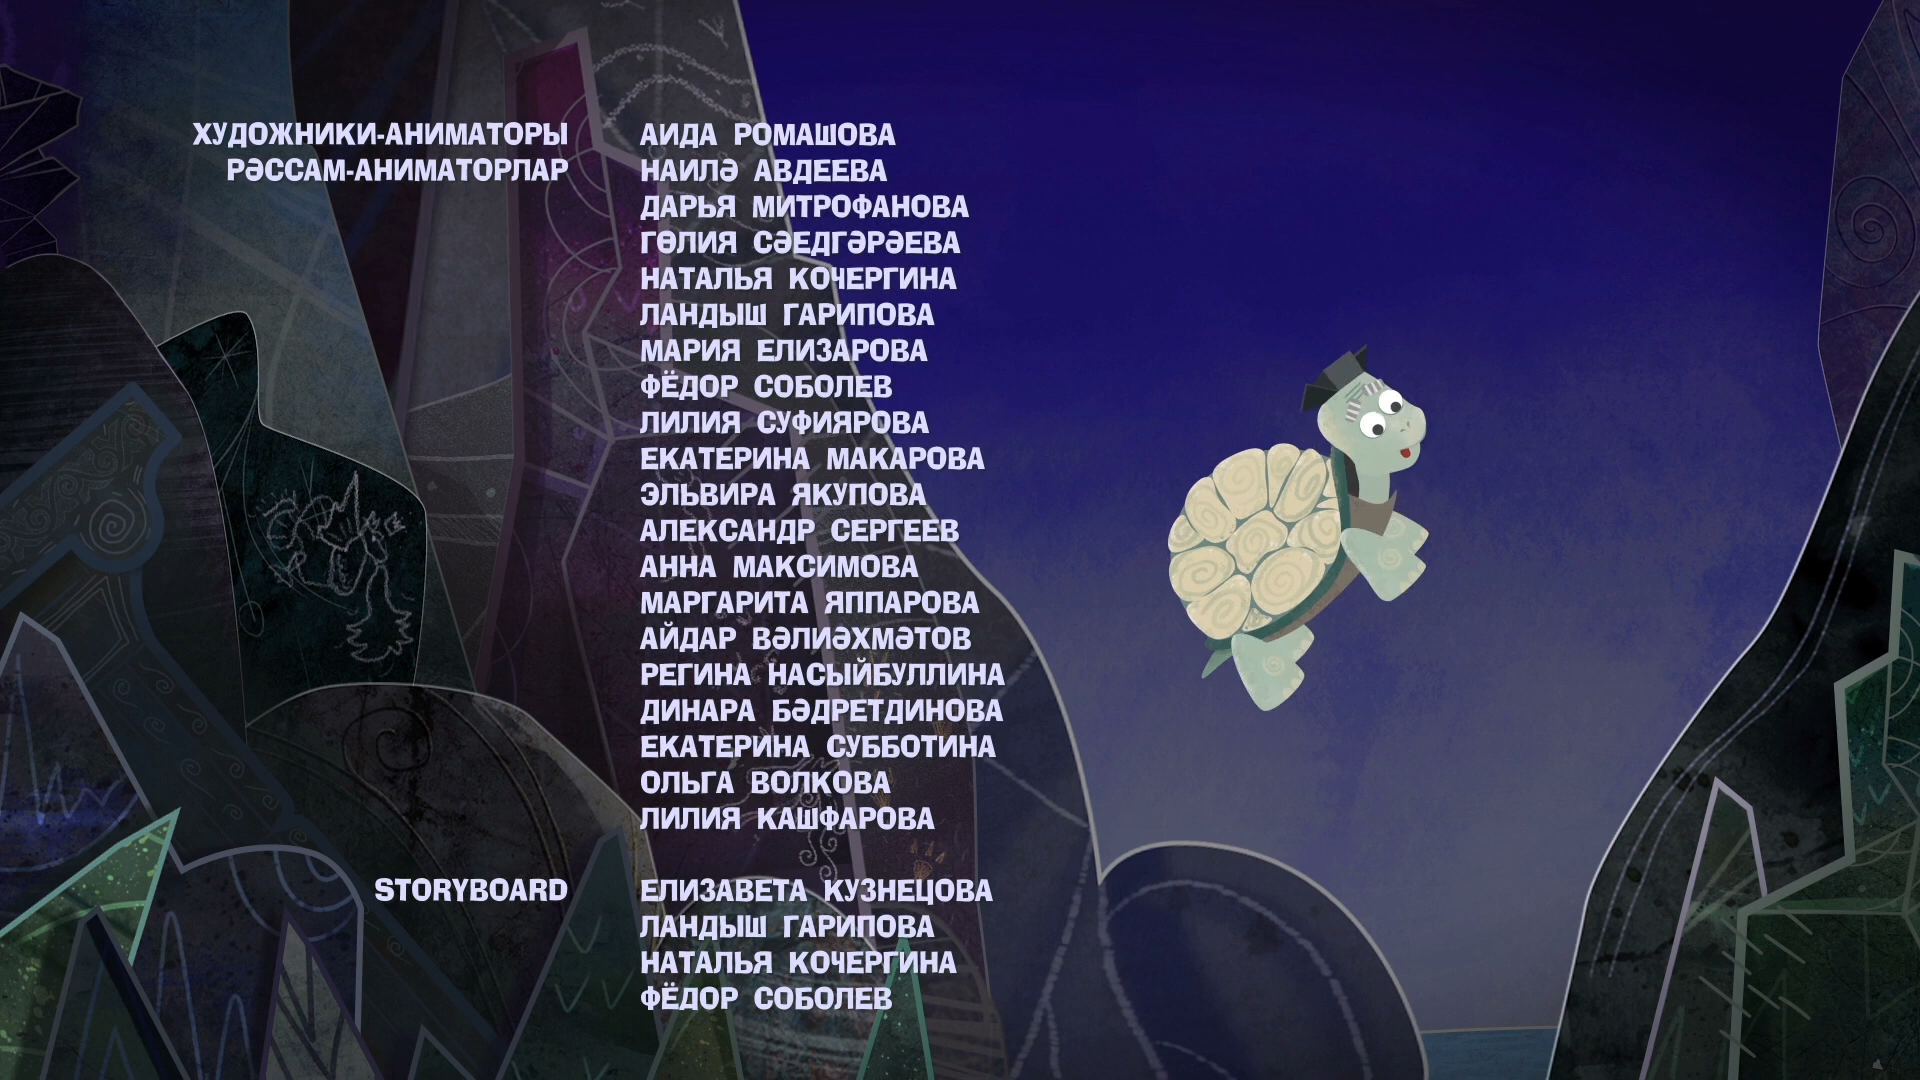 ХУДОЖНИКИ-АНИМАТОРЫ АИДА РОМАШОВА
РӘССАМ-АНИМАТОРЛАР НАИЛӘ АВДЕЕВА
ДАРЬЯ МИТРОФАНОВА
ГӨЛИЯ СӘЕДГӘРӘЕВА
НАТАЛЬЯ КОЧЕРГИНА
ЛАНДЫШ ГАРИПОВА
МАРИЯ ЕЛИЗАРОВА
ФЁДОР СОБОЛЕВ
ЛИЛИЯ СУФИЯРОВА
ЕКАТЕРИНА МАКАРОВА
ЭЛЬВИРА ЯКУПОВА
АЛЕКСАНДР СЕРГЕЕВ
АННА МАКСИМОВА
МАРГАРИТА ЯППАРОВА
АЙДАР ВӘЛИӘХМӘТОВ
РЕГИНА НАСЫЙБУЛЛИНА
ДИНАРА БӘДРЕТДИНОВА
ЕКАТЕРИНА СУББОТИНА
ОЛЬГА ВОЛКОВА
ЛИЛИЯ КАШФАРОВА
STORYBOARD ЕЛИЗАВЕТА КУЗНЕЦОВА
ЛАНДЫШ ГАРИПОВА
НАТАЛЬЯ КОЧЕРГИНА
ФЁДОР СОБОЛЕВ